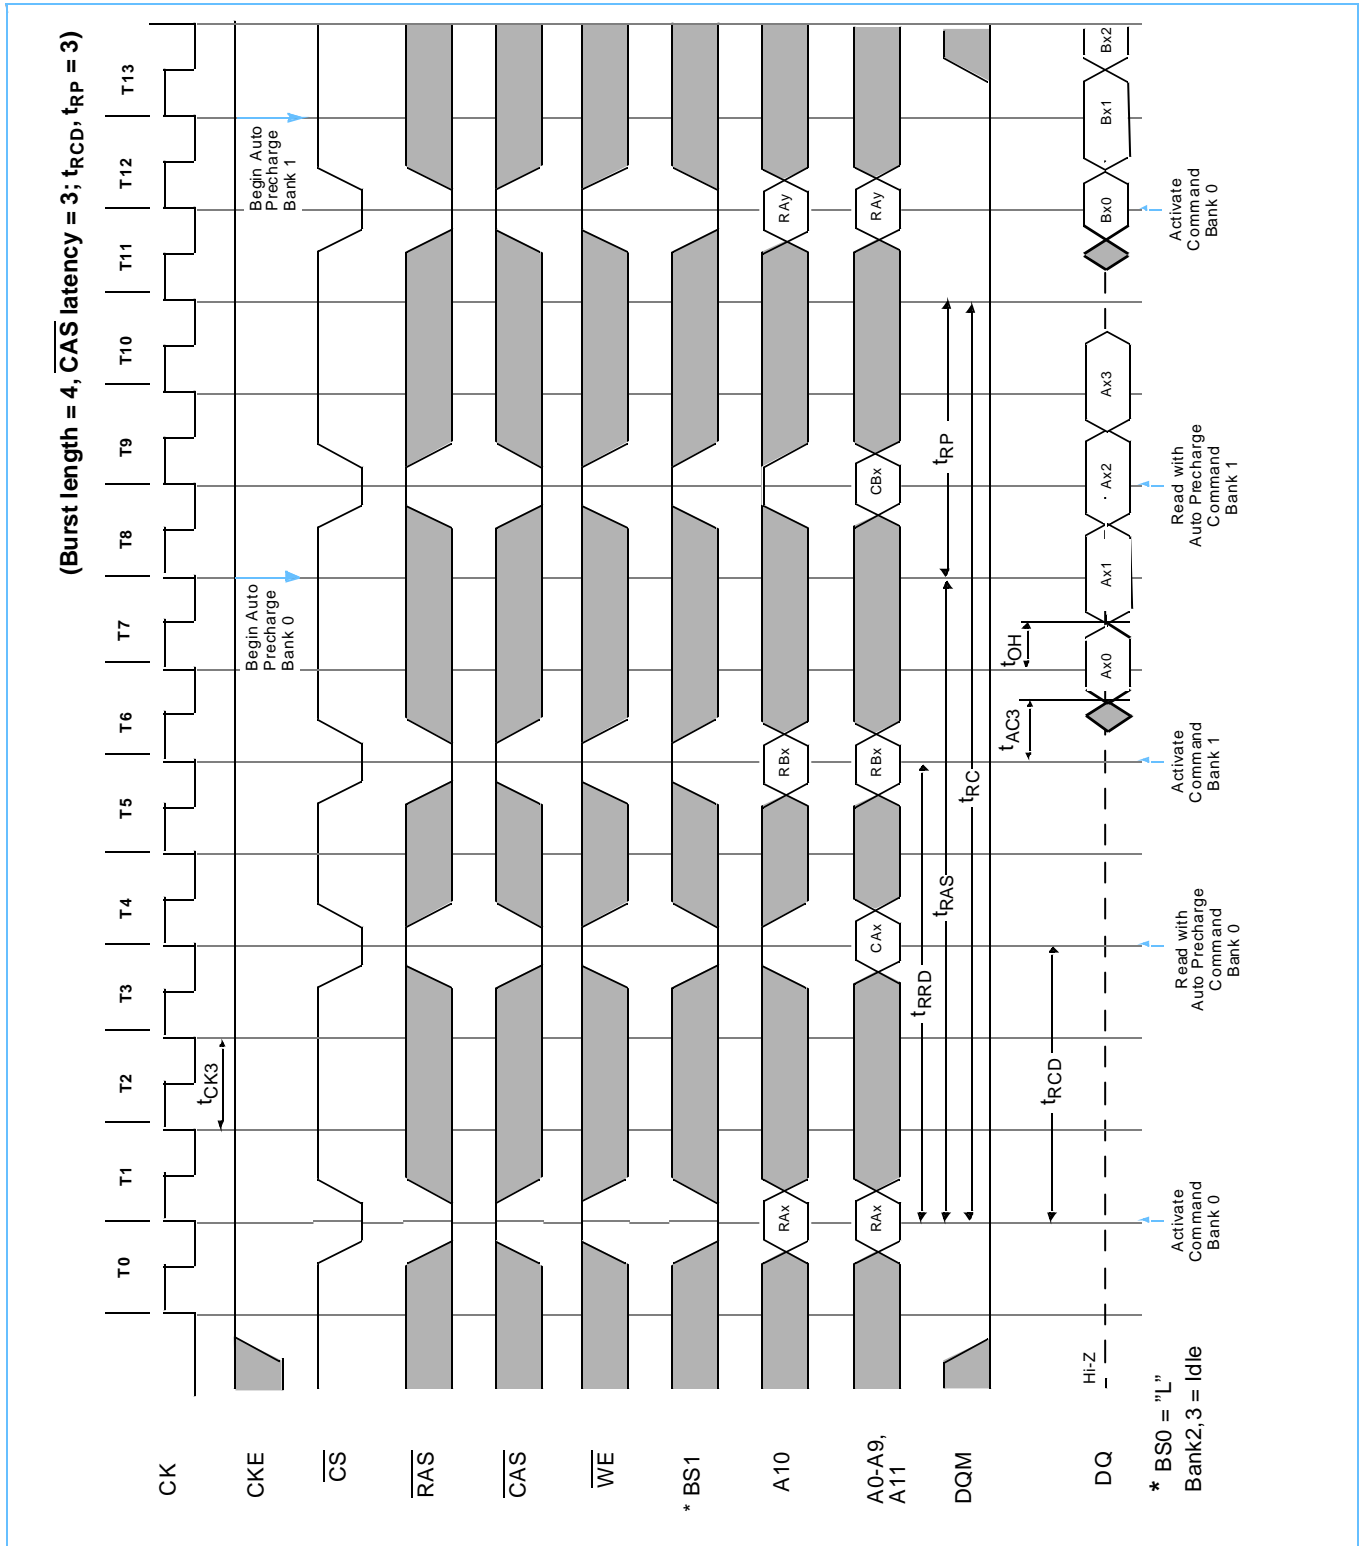 (Burst length = 4, CAS latency = 3; tRCD, tRP = 3)
T0 T1 T2 T3 T4 T5 T6 T7 T8 T9 T10 T11 T12 T13
CK
tCK3
CKE
Begin Auto
Precharge
Bank 0
Begin Auto
Precharge
Bank 1
CS
RAS
CAS
WE
* BS1
A10
RAx RBx RAy
A0-A9,
A11
RAx CAx RBx CBx RAy
tRRD
tRAS
tRP
tRC
DQM
tAC3
tOH
tRCD
DQ
Hi-Z
Ax0 Ax1 Ax2 Ax3 Bx0 Bx1 Bx2
Activate
Command
Bank 0
Read with
Auto Precharge
Command
Bank 0
Activate
Command
Bank 1
Read with
Auto Precharge
Command
Bank 1
Activate
Command
Bank 0
* BS0 = ”L”
Bank2,3 = Idle